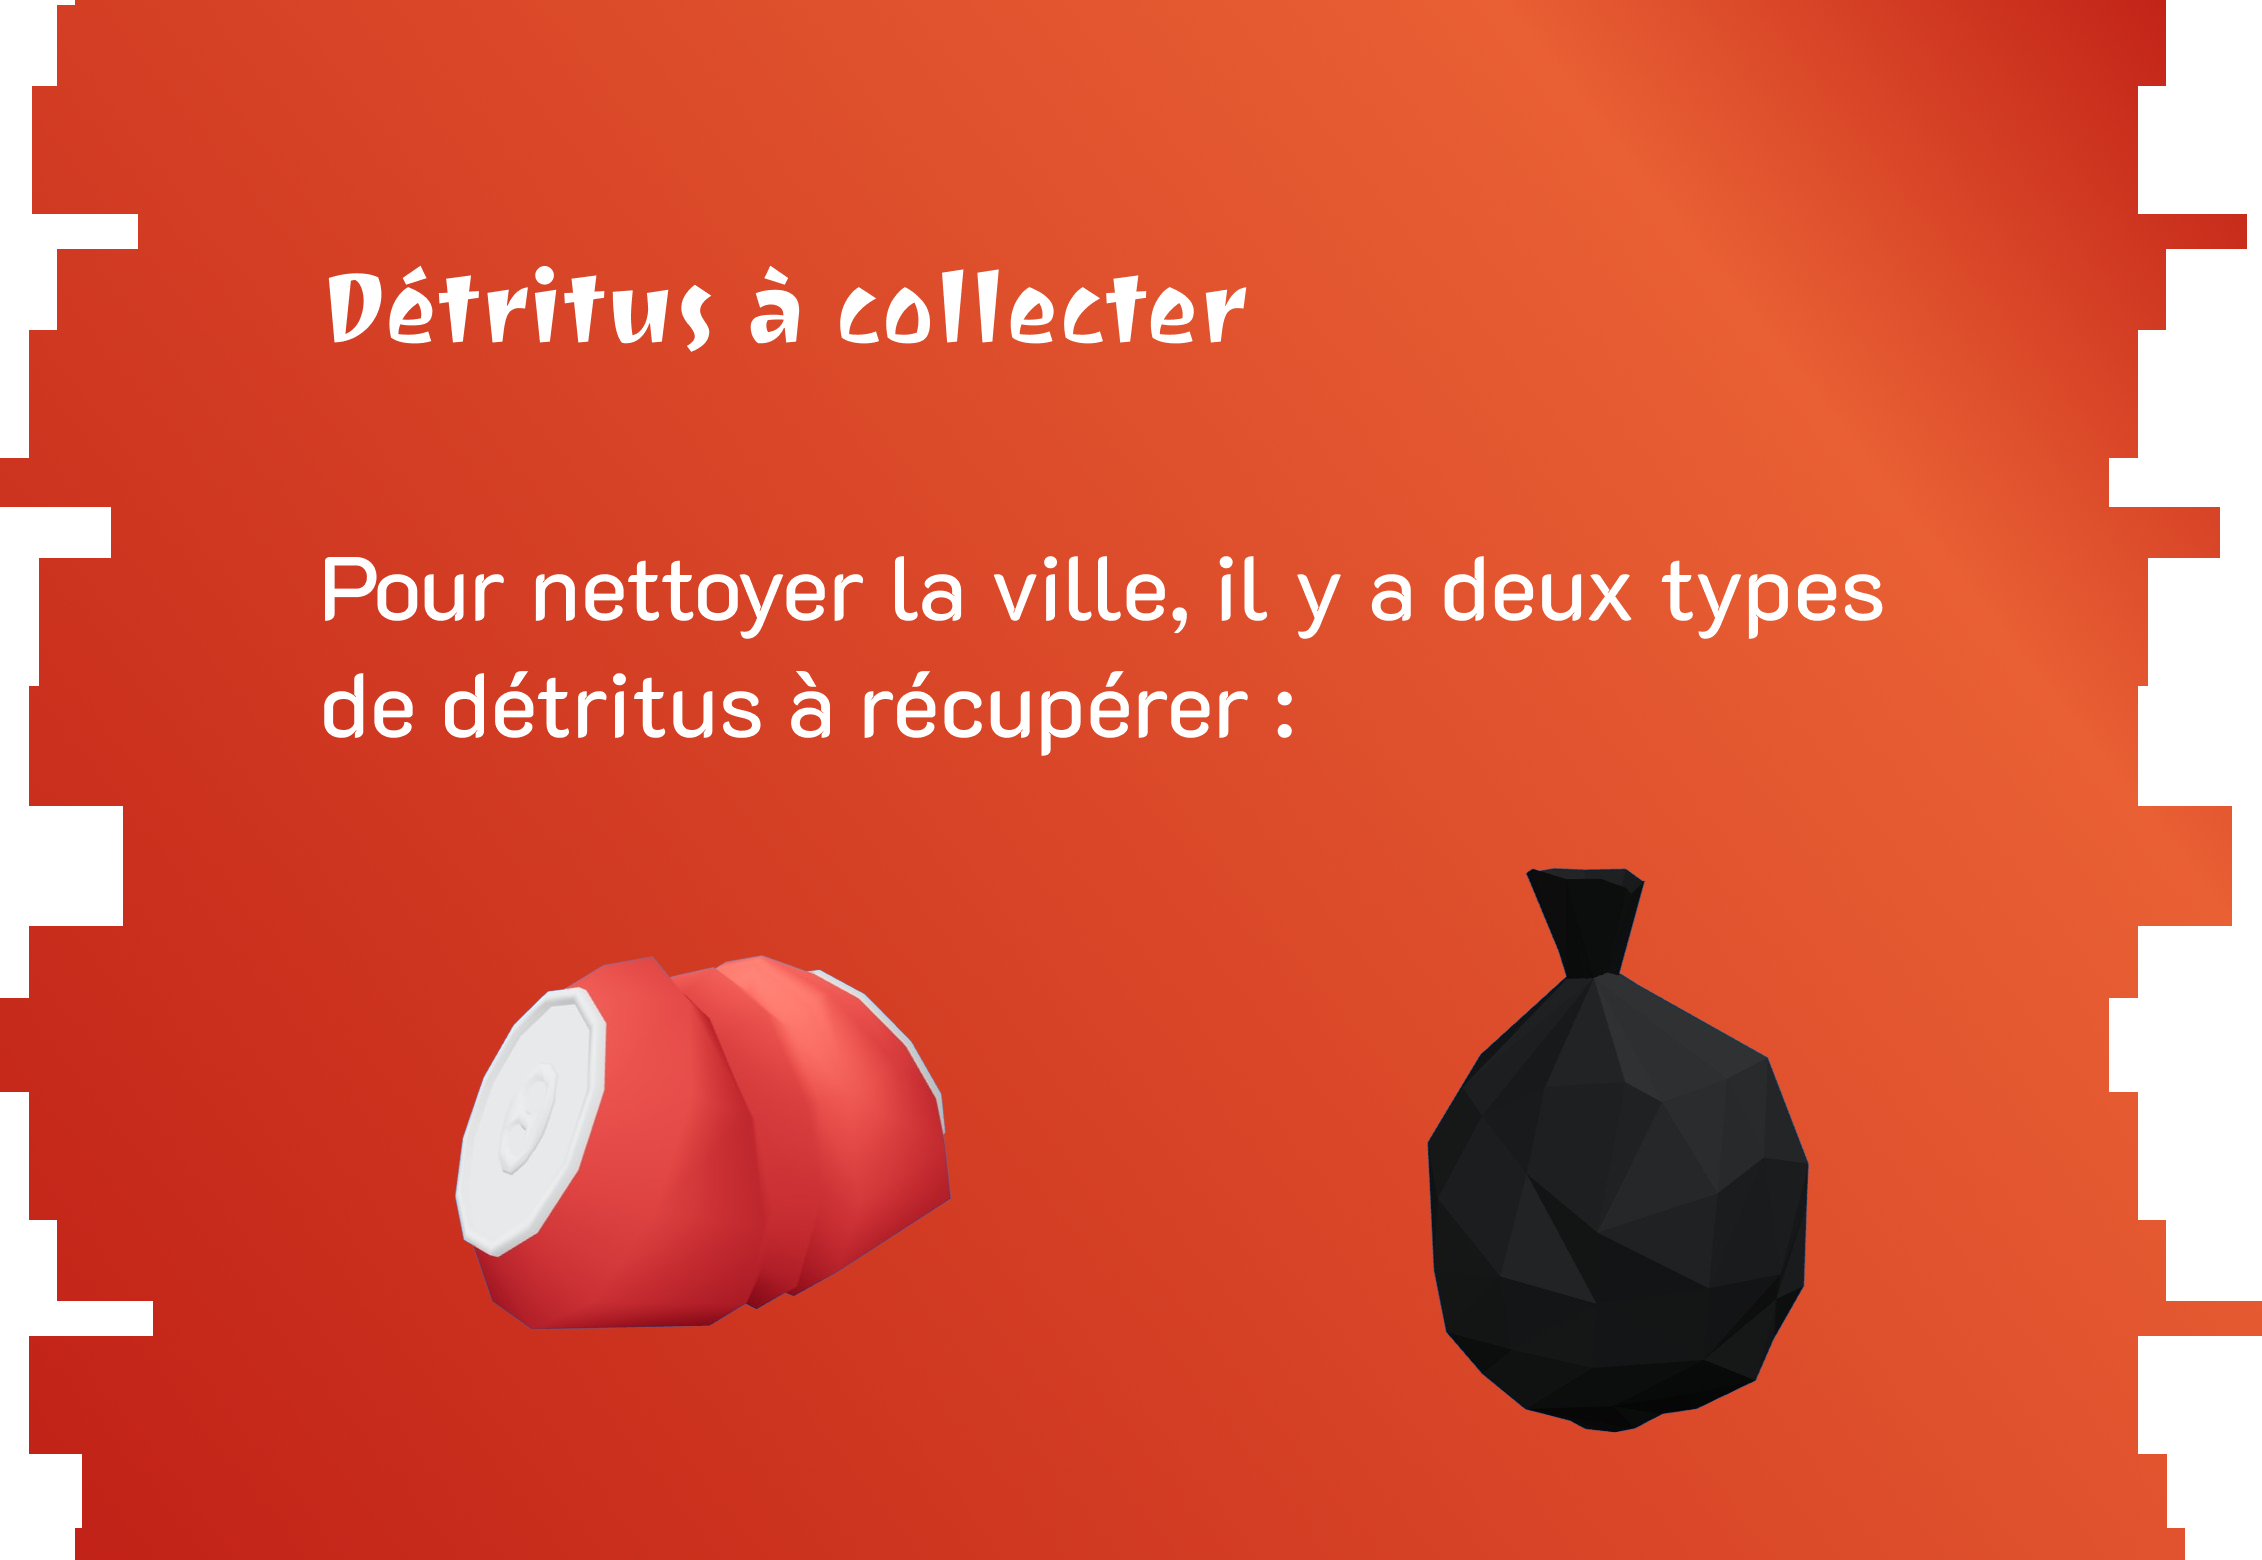 Détritus à collecter
Pour nettoyer la ville, il y a deux types
de détritus à récupérer :